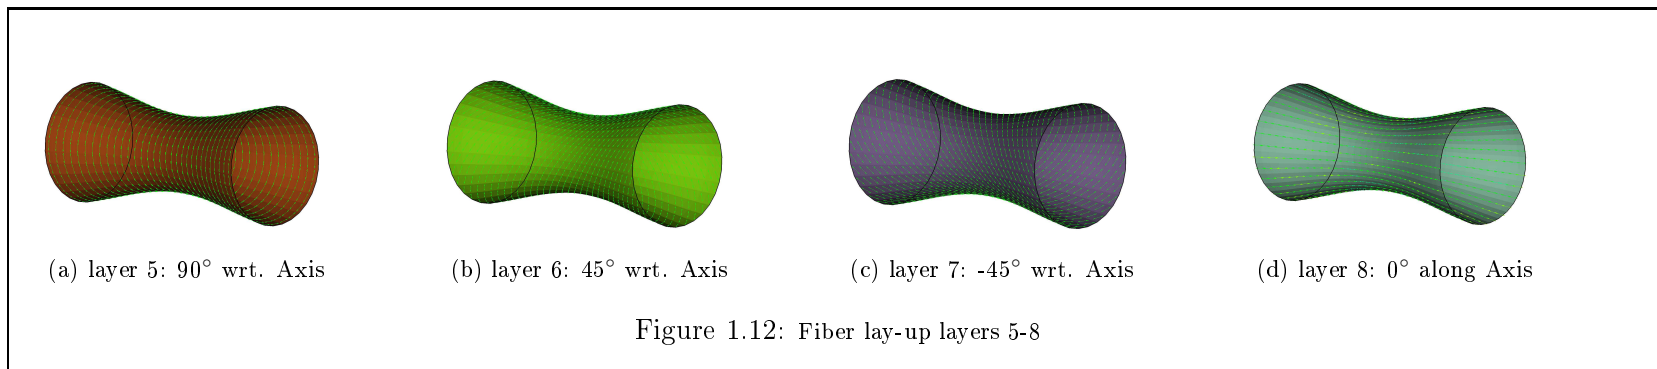 (a) layer 5: 90° wrt. Axis
(b) layer 6: 45° wrt. Axis
(c) layer 7: -45° wrt. Axis
(d) layer 8: 0° along Axis
Figure 1.12: Fiber lay-up layers 5-8